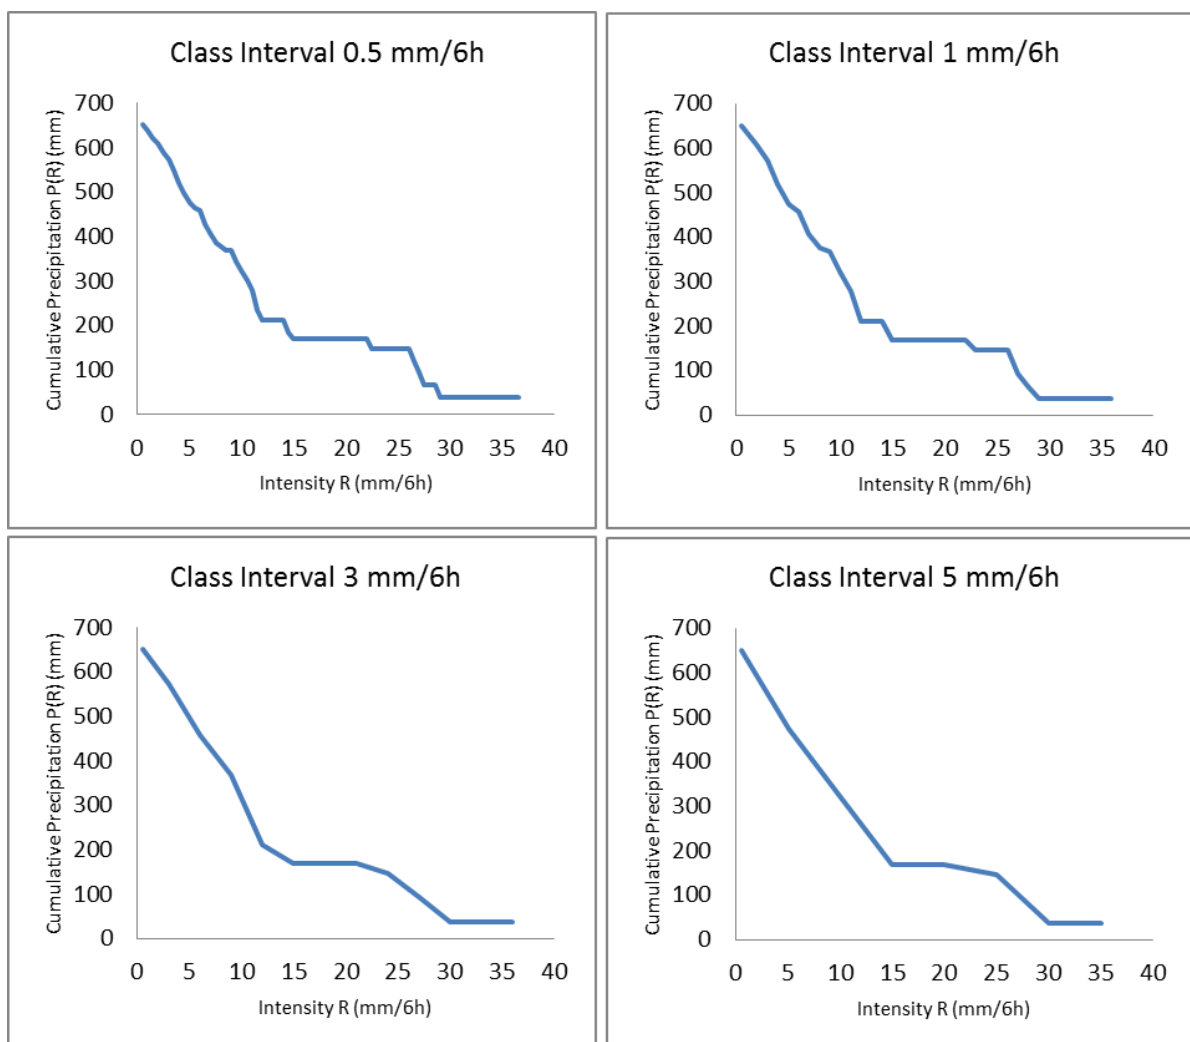 Class Interval 0.5 mm/6h
Cumulative Precipitation P(R) (mm)
700
600
500
400
300
200
100
0
0 5 10 15 20 25 30 35 40
Intensity R (mm/6h)
Class Interval 1 mm/6h
Cumulative Precipitation P(R) (mm)
700
600
500
400
300
200
100
0
0 5 10 15 20 25 30 35 40
Intensity R (mm/6h)
Class Interval 3 mm/6h
Cumulative Precipitation P(R) (mm)
700
600
500
400
300
200
100
0
0 5 10 15 20 25 30 35 40
Intensity R (mm/6h)
Class Interval 5 mm/6h
Cumulative Precipitation P(R) (mm)
700
600
500
400
300
200
100
0
0 5 10 15 20 25 30 35 40
Intensity R (mm/6h)